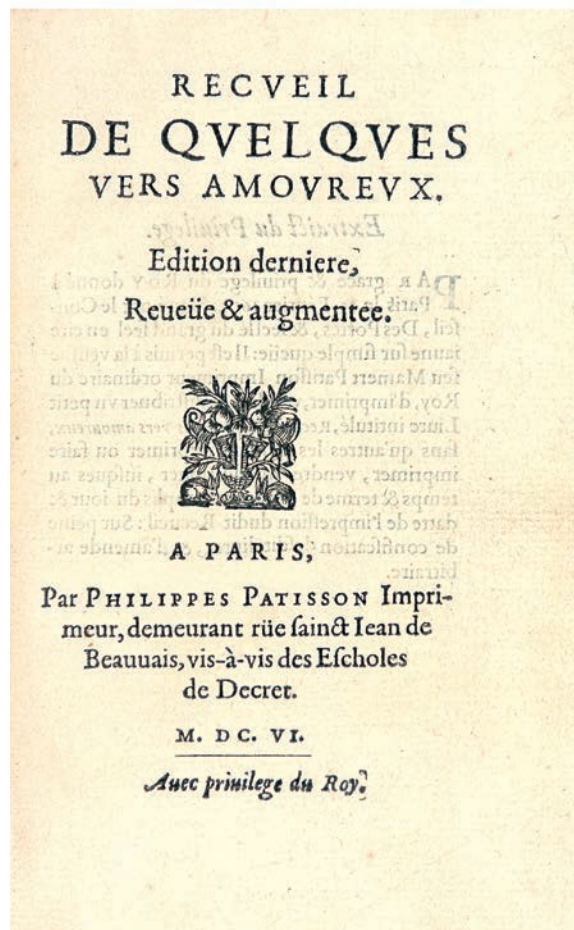 RECVEIL
DE QVELQVES
VERS AMOVREVX.
Edition derniere,
Reueüe & augmentee.
A PARIS,
Par PHILIPPES PATISSON Impri-
meur, demeurant rüe ſainct Iean de
Beauuais, vis-à-vis des Eſcholes
de Decret.
M. DC. VI.
Auec priuilege du Roy.